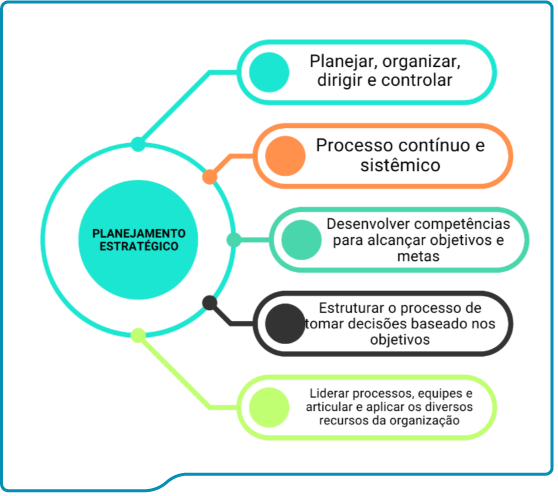 Planejar, organizar,
dirigir e controlar
Processo contínuo e
sistêmico
PLANEJAMENTO
ESTRATÉGICO
Desenvolver competências
para alcançar objetivos e
metas
Estruturar o processo de
tomar decisões baseado nos
objetivos
Liderar processos, equipes e
articular e aplicar os diversos
recursos da organização